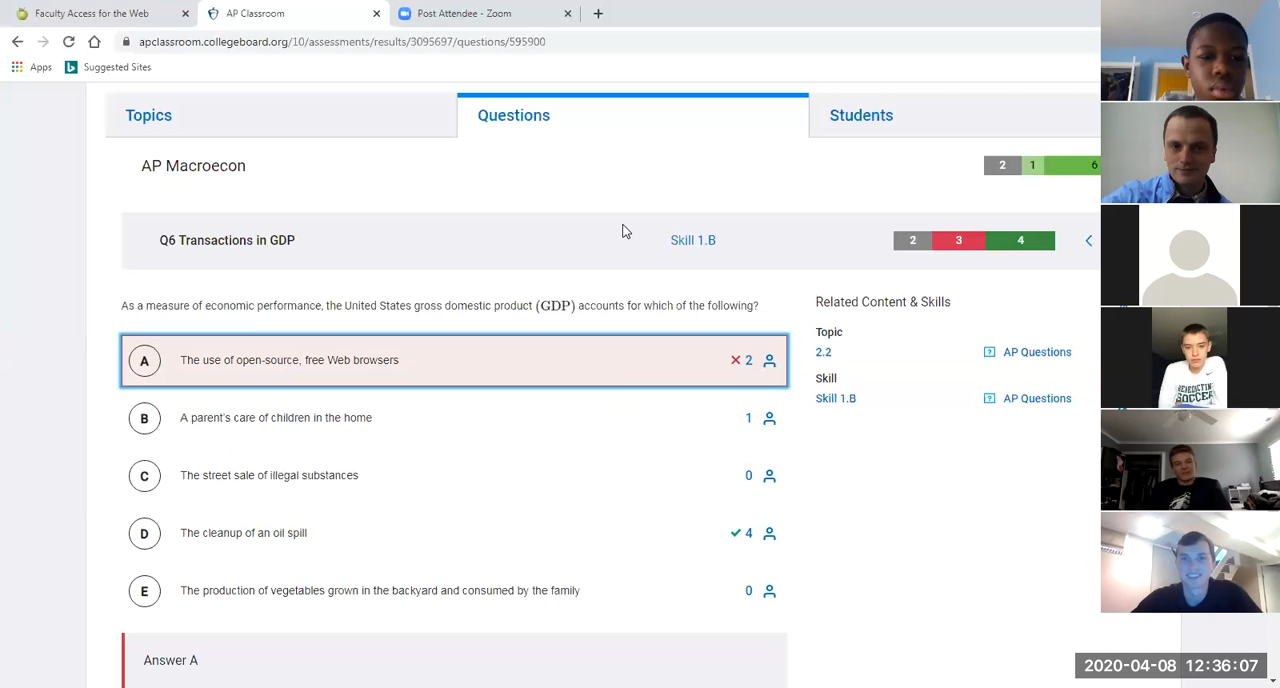 Faculty Access for the Web
AP Classroom
Post Attendee - Zoom
apclassroom.collegeboard.org/10/assessments/results/3095697/questions/595900
Apps
Suggested Sites
Topics
Questions
Students
AP Macroecon
2 1 6
Q6 Transactions in GDP
Skill 1.B
2 3 4
As a measure of economic performance, the United States gross domestic product (GDP) accounts for which of the following?
A The use of open-source, free Web browsers 2
B A parent's care of children in the home 1
C The street sale of illegal substances 0
D The cleanup of an oil spill 4
E The production of vegetables grown in the backyard and consumed by the family 0
Answer A
Related Content & Skills
Topic
2.2 AP Questions
Skill
Skill 1.B AP Questions
BENEDICTINE
SOCCER
2020-04-08 12:36:07